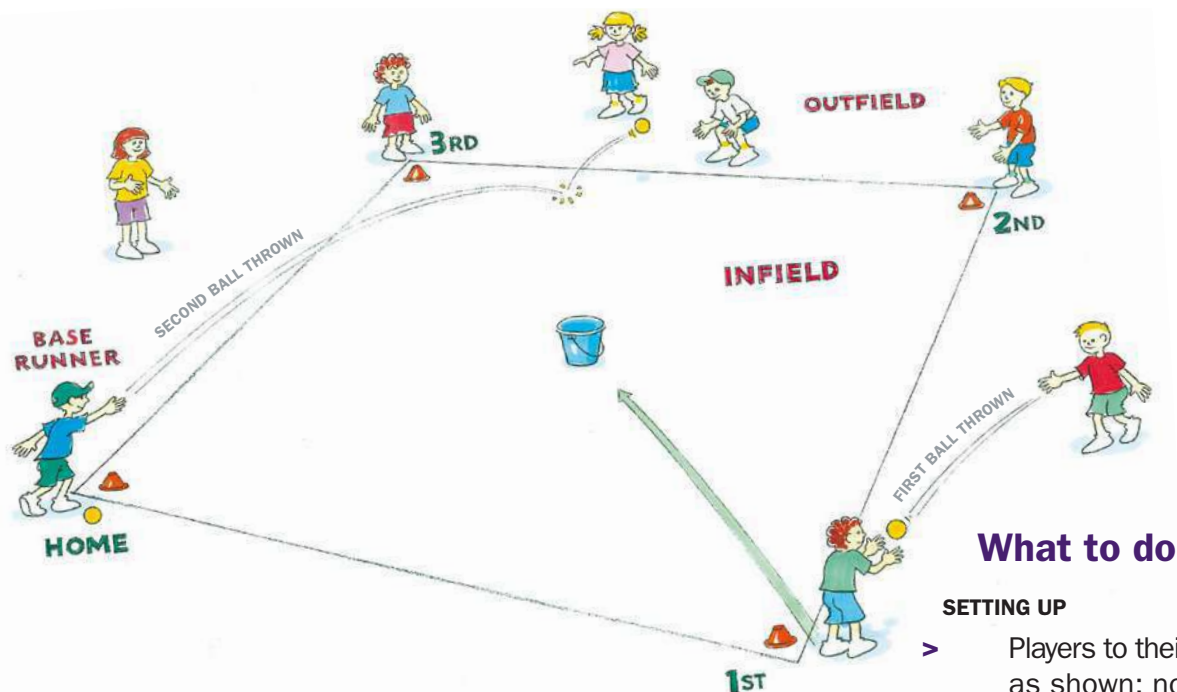 3RD
OUTFIELD
2ND
SECOND BALL THROWN
INFIELD
BASE
RUNNER
FIRST BALL THROWN
HOME
1ST
What to do
SETTING UP
> Players to thei
as shown; no